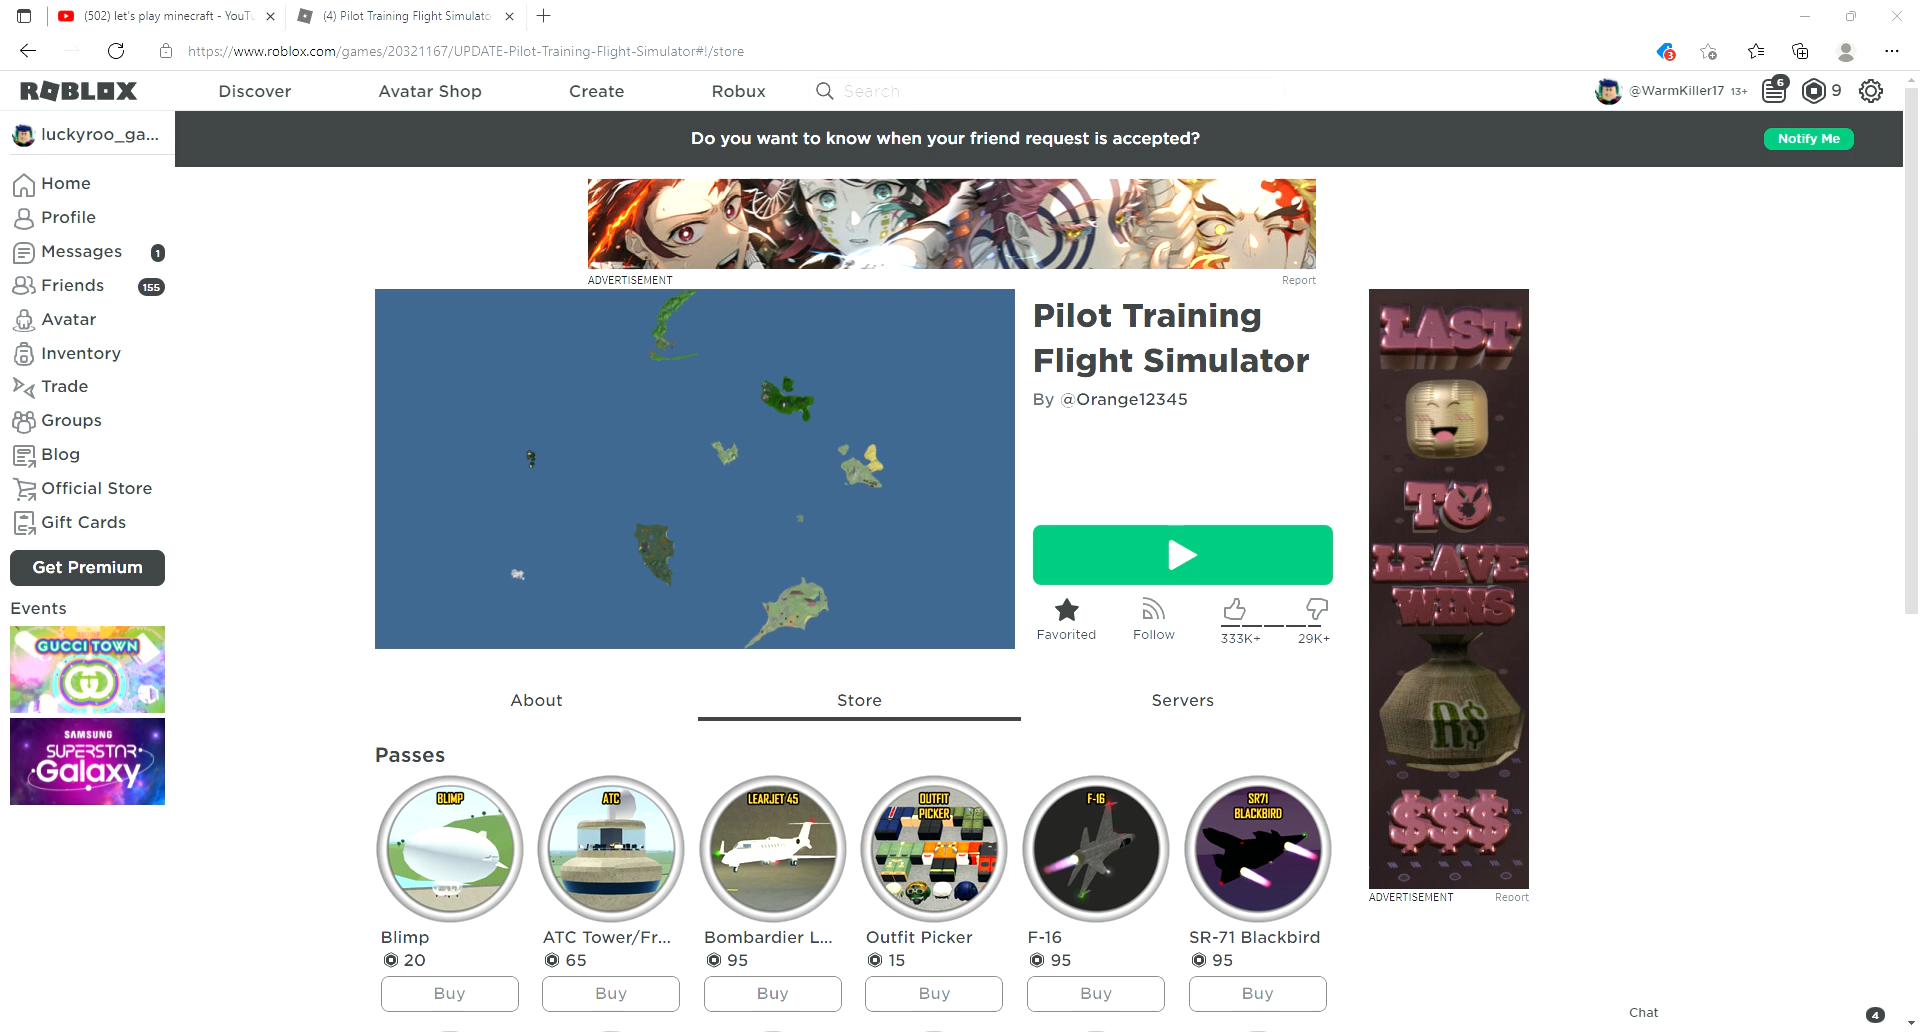 (502) let's play minecraft - YouTu
(4) Pilot Training Flight Simulato
https://www.roblox.com/games/20321167/UPDATE-Pilot-Training-Flight-Simulator#!/store
3
ROBLOX
Discover
Avatar Shop
Create
Robux
Search
@WarmKiller17 13+
6
9
luckyroo_ga...
Do you want to know when your friend request is accepted?
Notify Me
Home
Profile
Messages 1
Friends 155
Avatar
Inventory
Trade
Groups
Blog
Official Store
Gift Cards
Get Premium
Events
GUCCI TOWN
SAMSUNG
SUPERSTAR
Galaxy
ADVERTISEMENT
Report
Pilot Training
Flight Simulator
By @Orange12345
Favorited
Follow
333K+
29K+
LAST
TO
LEAVE
WINS
R$
$$$
ADVERTISEMENT
Report
About
Store
Servers
Passes
BLIMP
ATC
LEARJET 45
OUTFIT
PICKER
F-16
SR71
BLACKBIRD
Blimp
ATC Tower/Fr...
Bombardier L...
Outfit Picker
F-16
SR-71 Blackbird
20
65
95
15
95
95
Buy
Buy
Buy
Buy
Buy
Buy
Chat
4